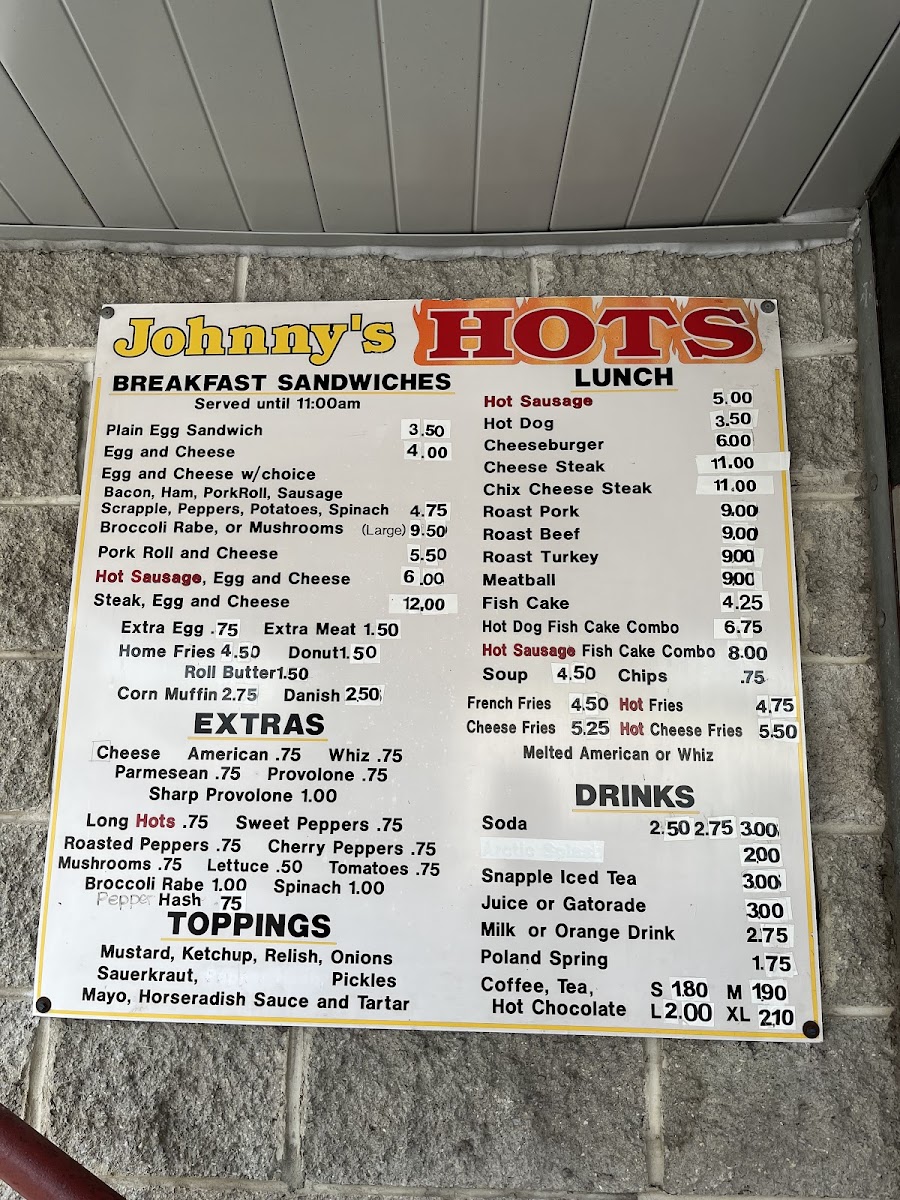 Johnny's HOTS
BREAKFAST SANDWICHES
Served until 11:00am
Plain Egg Sandwich 3.50
Egg and Cheese 4.00
Egg and Cheese w/choice
Bacon, Ham, PorkRoll, Sausage
Scrapple, Peppers, Potatoes, Spinach 4.75
Broccoli Rabe, or Mushrooms (Large) 9.50
Pork Roll and Cheese 5.50
Hot Sausage, Egg and Cheese 6.00
Steak, Egg and Cheese 12.00
Extra Egg .75 Extra Meat 1.50
Home Fries 4.50 Donut 1.50
Roll Butter 1.50
Corn Muffin 2.75 Danish 2.50
EXTRAS
Cheese American .75 Whiz .75
Parmesean .75 Provolone .75
Sharp Provolone 1.00
Long Hots .75 Sweet Peppers .75
Roasted Peppers .75 Cherry Peppers .75
Mushrooms .75 Lettuce .50 Tomatoes .75
Broccoli Rabe 1.00 Spinach 1.00
Pepper Hash .75
TOPPINGS
Mustard, Ketchup, Relish, Onions
Sauerkraut, Pickles
Mayo, Horseradish Sauce and Tartar
LUNCH
Hot Sausage 5.00
Hot Dog 3.50
Cheeseburger 6.00
Cheese Steak 11.00
Chix Cheese Steak 11.00
Roast Pork 9.00
Roast Beef 9.00
Roast Turkey 9.00
Meatball 9.00
Fish Cake 4.25
Hot Dog Fish Cake Combo 6.75
Hot Sausage Fish Cake Combo 8.00
Soup 4.50 Chips .75
French Fries 4.50 Hot Fries 4.75
Cheese Fries 5.25 Hot Cheese Fries 5.50
Melted American or Whiz
DRINKS
Soda 2.50 2.75 3.00
Arctic Splash 2.00
Snapple Iced Tea 3.00
Juice or Gatorade 3.00
Milk or Orange Drink 2.75
Poland Spring 1.75
Coffee, Tea, S 1.80 M 1.90
Hot Chocolate L 2.00 XL 2.10